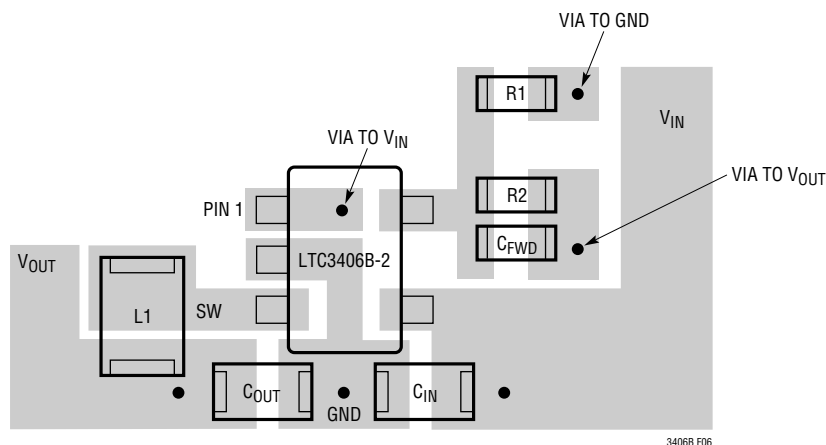 VIA TO GND
R1
VIN
VIA TO VIN
VIA TO VOUT
R2
PIN 1
CFWD
VOUT
LTC3406B-2
L1
SW
COUT
CIN
GND
3406B F06